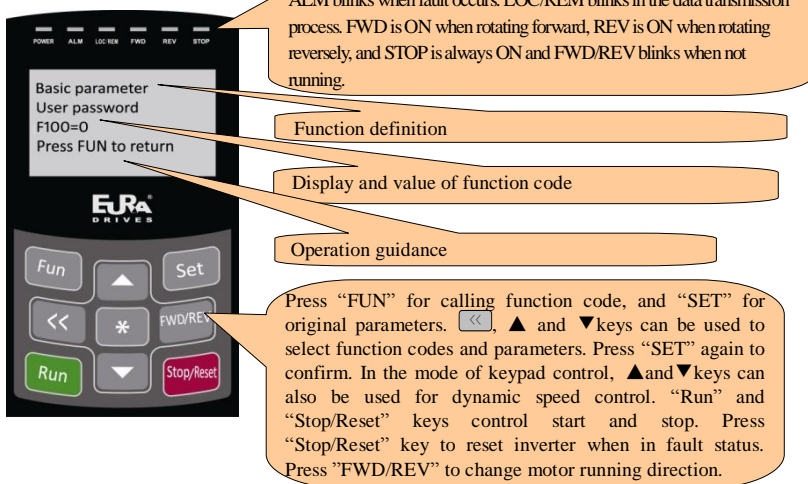 ALM blinks when fault occurs. LOC/REM blinks in the data transmission
process. FWD is ON when rotating forward, REV is ON when rotating
reversely, and STOP is always ON and FWD/REV blinks when not
running.
POWER ALM LOC/REM FWD REV STOP
Basic parameter
User password
F100=0
Press FUN to return
Function definition
Display and value of function code
Operation guidance
EURA®
DRIVES
Fun
Set
<<
*
FWD/REV
Run
Stop/Reset
Press “FUN” for calling function code, and “SET” for
original parameters. <<, ▲ and ▼keys can be used to
select function codes and parameters. Press “SET” again to
confirm. In the mode of keypad control, ▲and▼keys can
also be used for dynamic speed control. “Run” and
“Stop/Reset” keys control start and stop. Press
“Stop/Reset” key to reset inverter when in fault status.
Press ”FWD/REV” to change motor running direction.